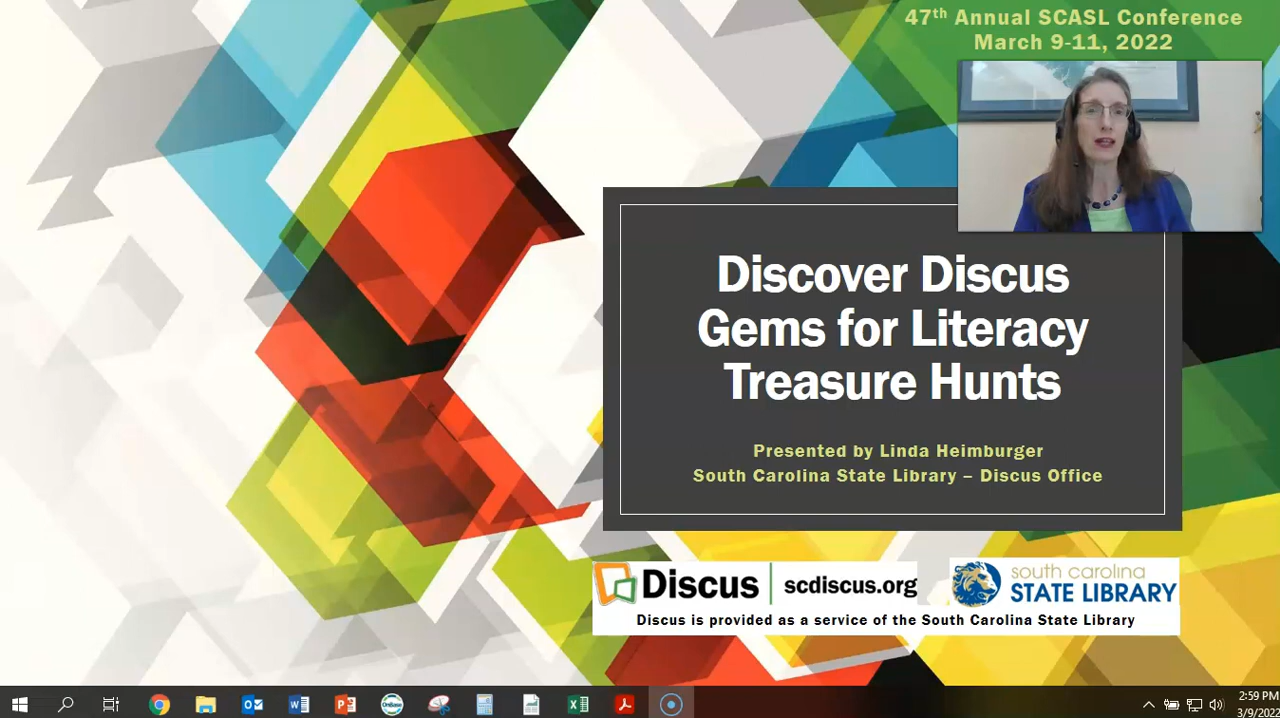 47th Annual SCASL Conference
March 9-11, 2022
Discover Discus
Gems for Literacy
Treasure Hunts
Presented by Linda Heimburger
South Carolina State Library – Discus Office
Discus | scdiscus.org
south carolina
STATE LIBRARY
Discus is provided as a service of the South Carolina State Library
2:59 PM
3/9/2022